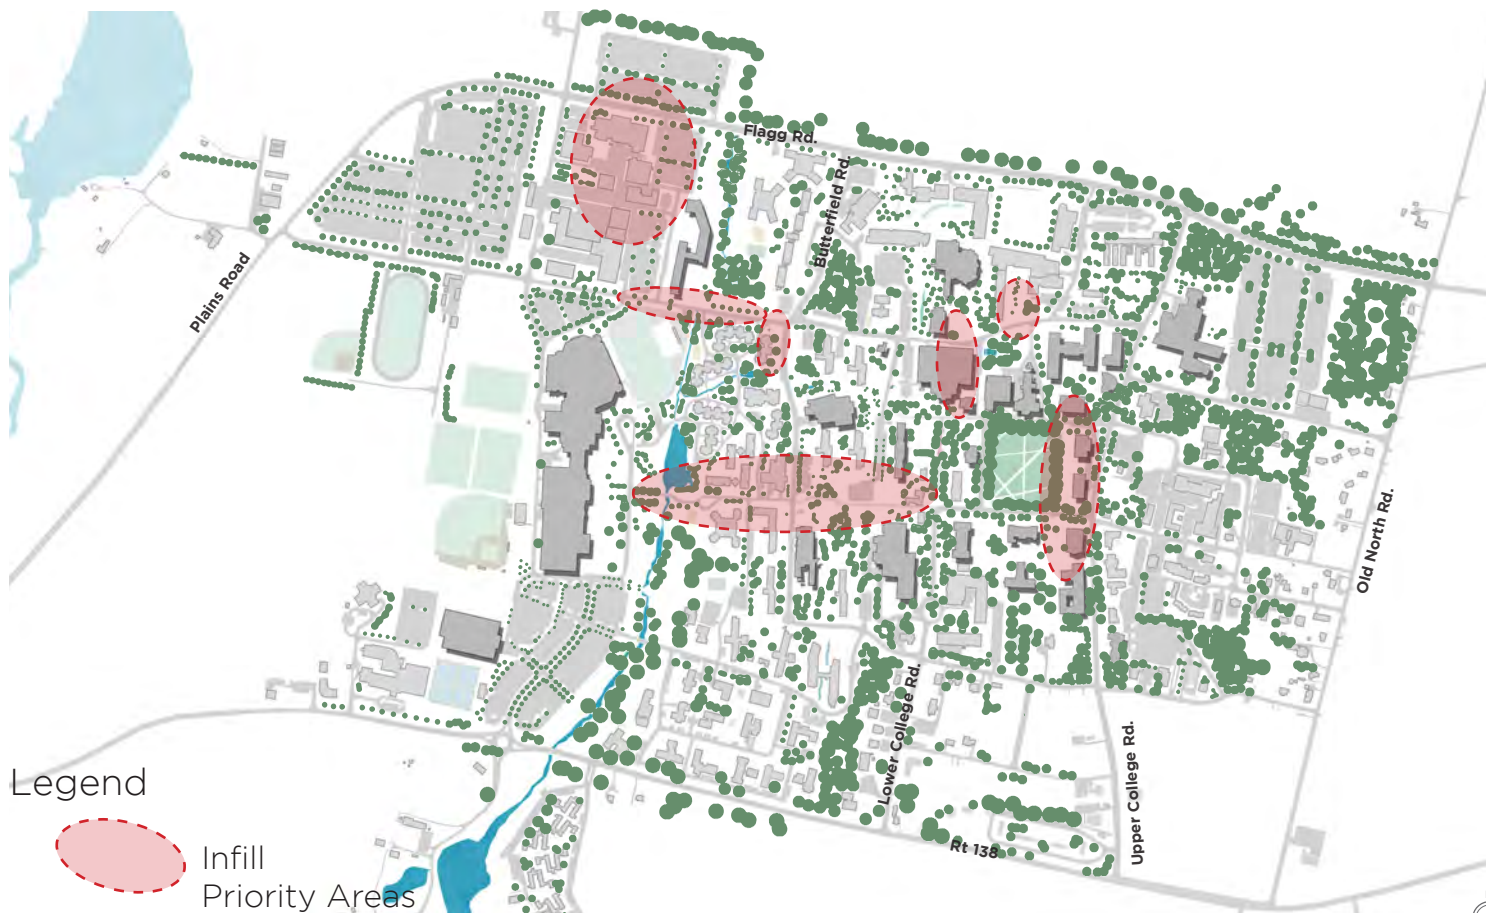 Flagg Rd.
Butterfield Rd.
Plains Road
Old North Rd.
Lower College Rd.
Upper College Rd.
Rt 138
Legend
Infill
Priority Areas